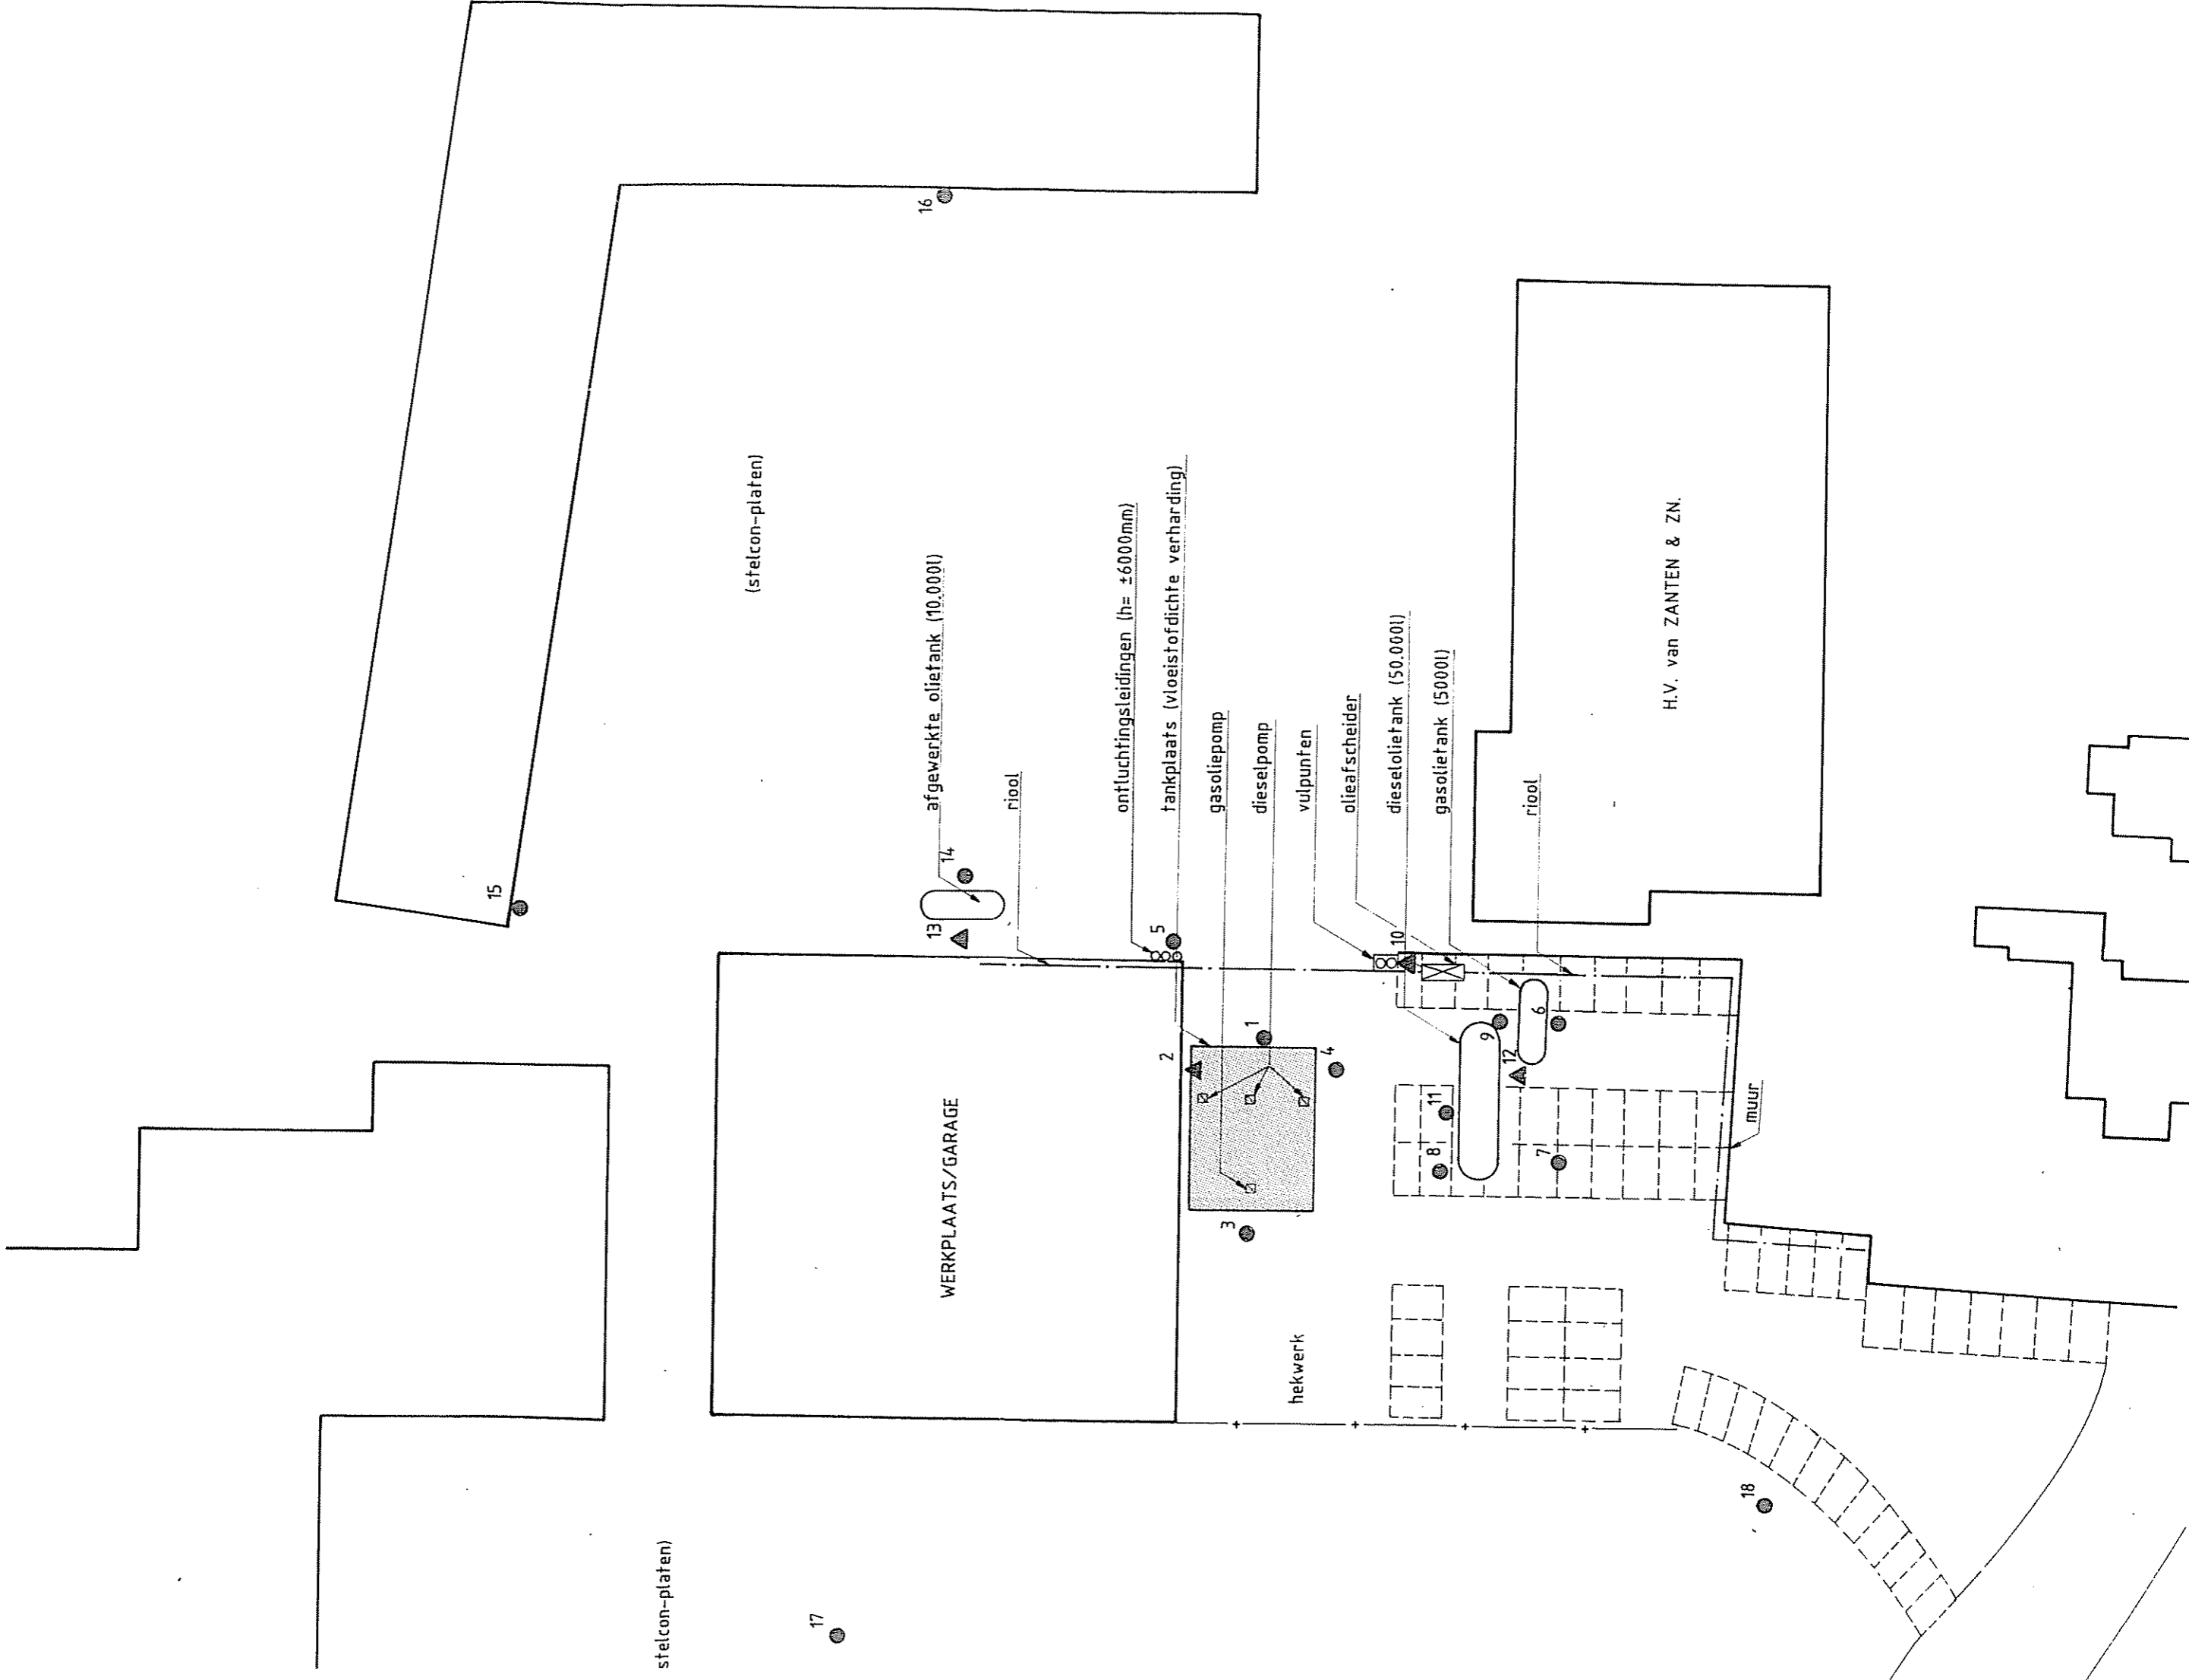 16
(stelcon-platen)
15
afgewerkte olietank (10.000l)
riool
ontluchtingsleidingen (h= ±6000mm)
tankplaats (vloeistofdichte verharding)
gasoliepomp
dieselpomp
vulpunten
olieafscheider
dieselolietank (50.000l)
gasolietank (5000l)
riool
H.V. van ZANTEN & ZN.
14
13
5
10
2
1
4
9
6
12
11
8
7
3
muur
WERKPLAATS/GARAGE
hekwerk
stelcon-platen)
17
18